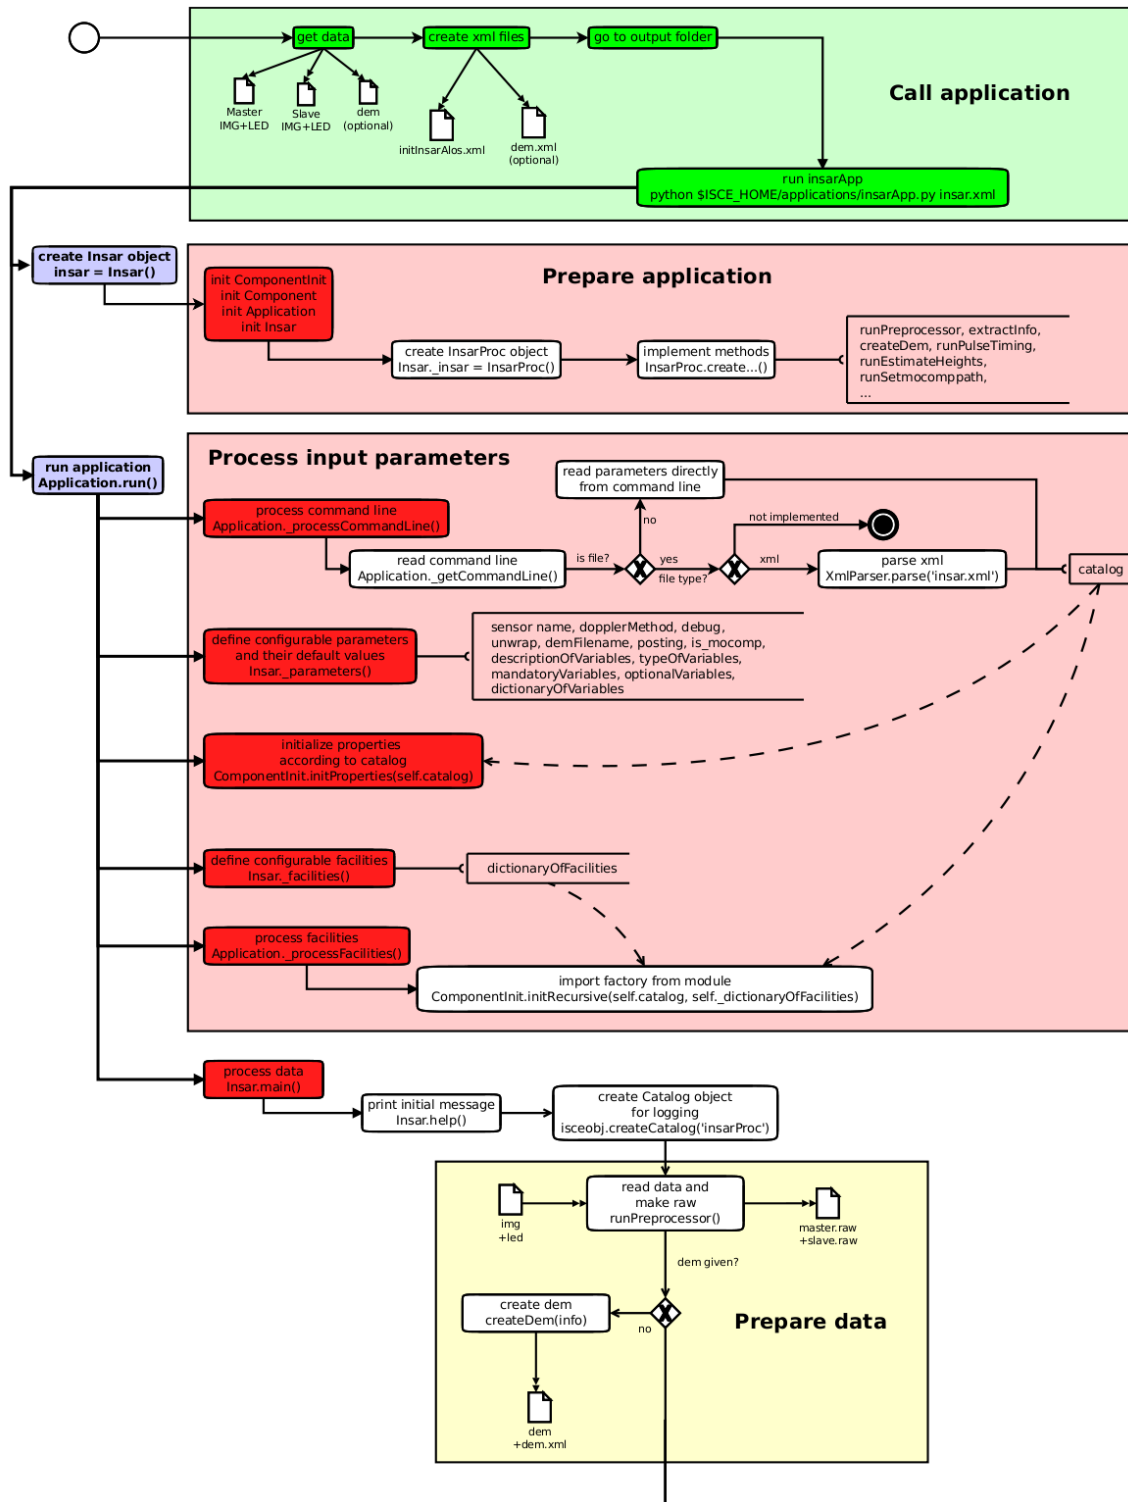 get data
create xml files
go to output folder
Master
IMG+LED
Slave
IMG+LED
dem
(optional)
initInsarAlos.xml
dem.xml
(optional)
Call application
run insarApp
python $ISCE_HOME/applications/insarApp.py insar.xml
create Insar object
insar = Insar()
Prepare application
init ComponentInit
init Component
init Application
init Insar
create InsarProc object
Insar._insar = InsarProc()
implement methods
InsarProc.create...()
runPreprocessor, extractInfo,
createDem, runPulseTiming,
runEstimateHeights,
runSetmocomppath,
...
run application
Application.run()
Process input parameters
read parameters directly
from command line
process command line
Application._processCommandLine()
no
not implemented
read command line
Application._getCommandLine()
is file?
yes
file type?
xml
parse xml
XmlParser.parse('insar.xml')
catalog
define configurable parameters
and their default values
Insar._parameters()
sensor name, dopplerMethod, debug,
unwrap, demFilename, posting, is_mocomp,
descriptionOfVariables, typeOfVariables,
mandatoryVariables, optionalVariables,
dictionaryOfVariables
initialize properties
according to catalog
ComponentInit.initProperties(self.catalog)
define configurable facilities
Insar._facilities()
dictionaryOfFacilities
process facilities
Application._processFacilities()
import factory from module
ComponentInit.initRecursive(self.catalog, self._dictionaryOfFacilities)
process data
Insar.main()
print initial message
Insar.help()
create Catalog object
for logging
isceobj.createCatalog('insarProc')
read data and
make raw
runPreprocessor()
img
+led
master.raw
+slave.raw
dem given?
create dem
createDem(info)
no
Prepare data
dem
+dem.xml